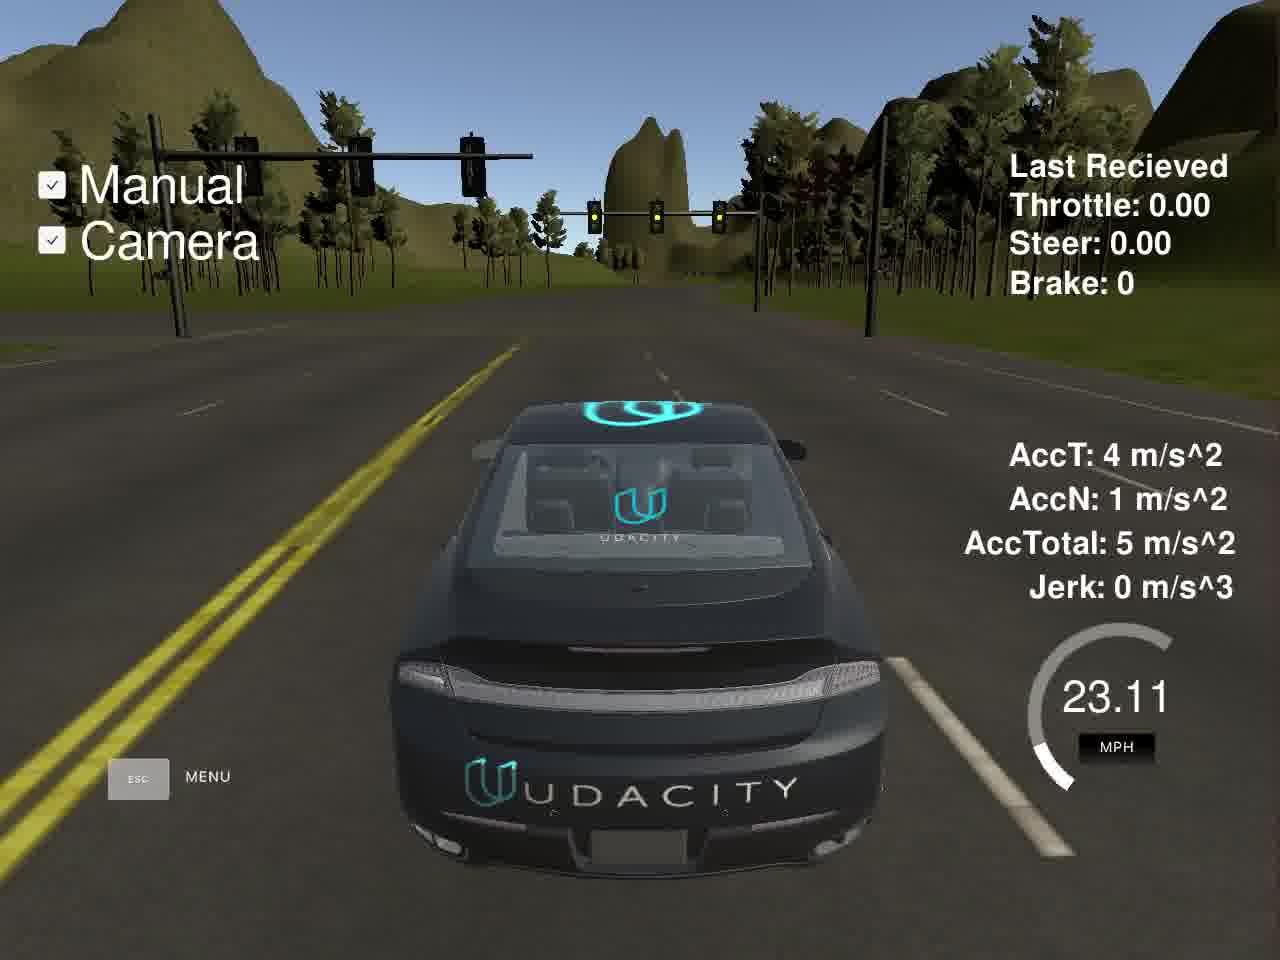 Manual
Camera
Last Recieved
Throttle: 0.00
Steer: 0.00
Brake: 0
AccT: 4 m/s^2
AccN: 1 m/s^2
AccTotal: 5 m/s^2
Jerk: 0 m/s^3
23.11
MPH
UDACITY
ESC MENU
UDACITY